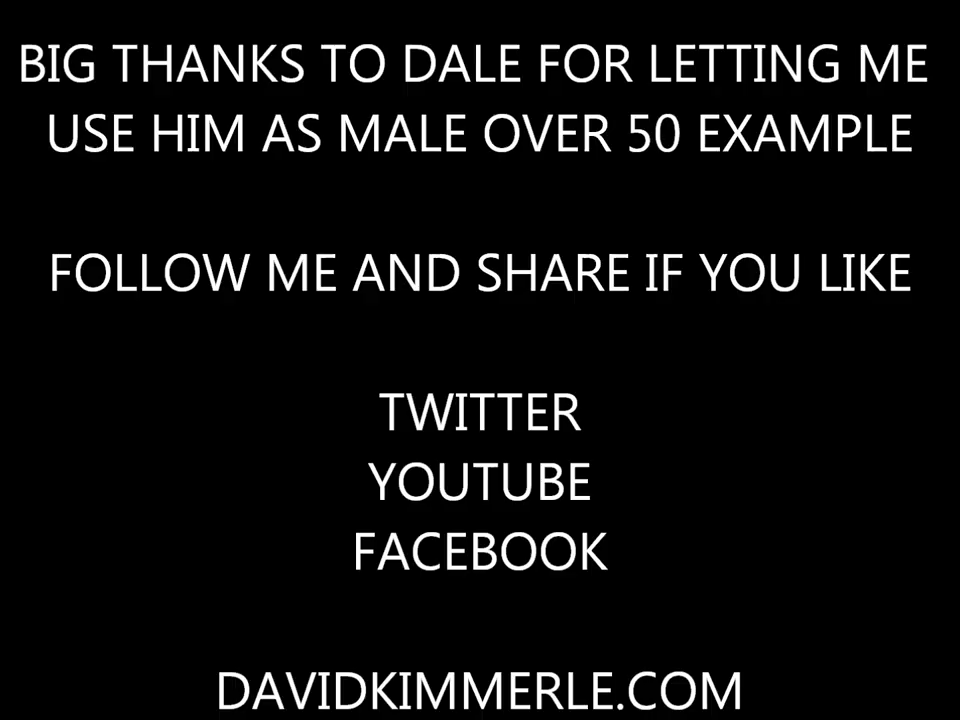 BIG THANKS TO DALE FOR LETTING ME
USE HIM AS MALE OVER 50 EXAMPLE
FOLLOW ME AND SHARE IF YOU LIKE
TWITTER
YOUTUBE
FACEBOOK
DAVIDKIMMERLE.COM